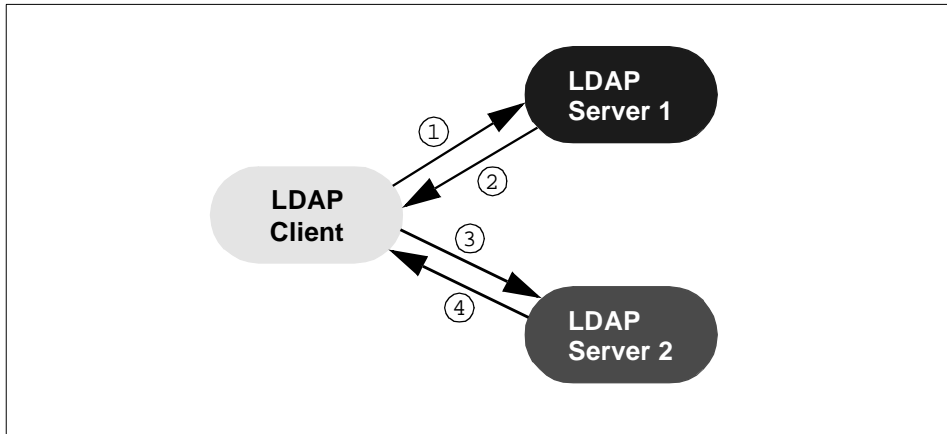 LDAP
Server 1
①
②
LDAP
Client
③
④
LDAP
Server 2